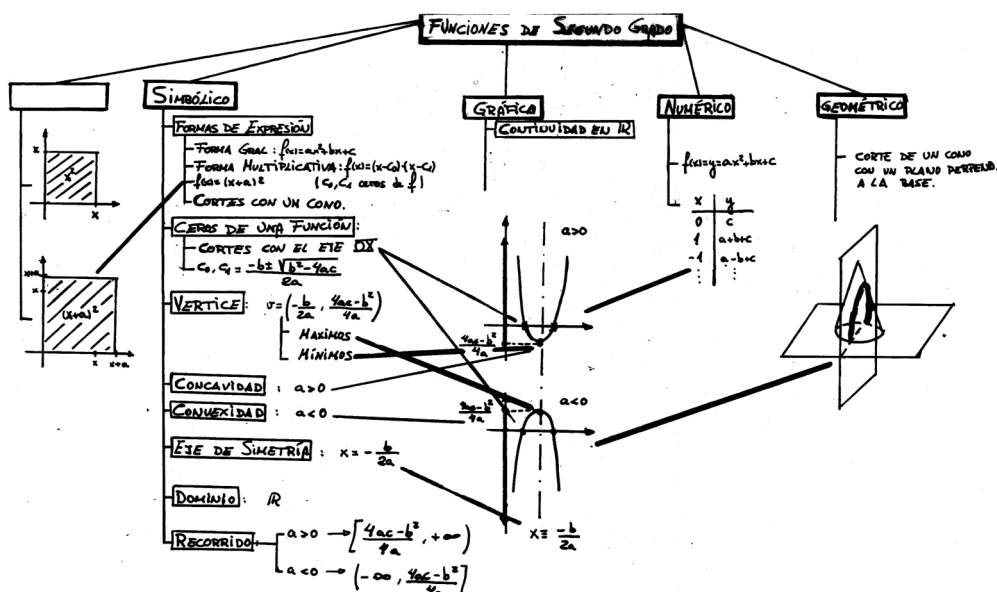 FUNCIONES DE SEGUNDO GRADO
SIMBÓLICO
FORMAS DE EXPRESIÓN
FORMA GRAL: f(x)=ax²+bx+c
FORMA MULTIPLICATIVA: f(x)=(x-C₀)·(x-C₁)
f(x)=(x+a)² (C₀,C₁ ceros de f)
CORTES CON UN CONO.
CEROS DE UNA FUNCIÓN:
CORTES CON EL EJE OX
C₀,C₁ = (-b±√(b²-4ac))/2a
VERTICE: v=(-b/2a, (4ac-b²)/4a)
MAXIMOS
MÍNIMOS
CONCAVIDAD: a>0
CONVEXIDAD: a<0
EJE DE SIMETRÍA: x=-b/2a
DOMINIO: ℝ
RECORRIDO
a>0 → [(4ac-b²)/4a, +∞)
a<0 → (-∞, (4ac-b²)/4a]
x
x²
x
x+a
x
(x+a)²
x x+a
GRÁFICA
CONTINUIDAD EN ℝ
a>0
(4ac-b²)/4a
a<0
(4ac-b²)/4a
x≡ -b/2a
NUMÉRICO
f(x)=y=ax²+bx+c
x y
0 c
1 a+b+c
-1 a-b+c
⋮ ⋮
GEOMÉTRICO
CORTE DE UN CONO
CON UN PLANO PERPEND.
A LA BASE.